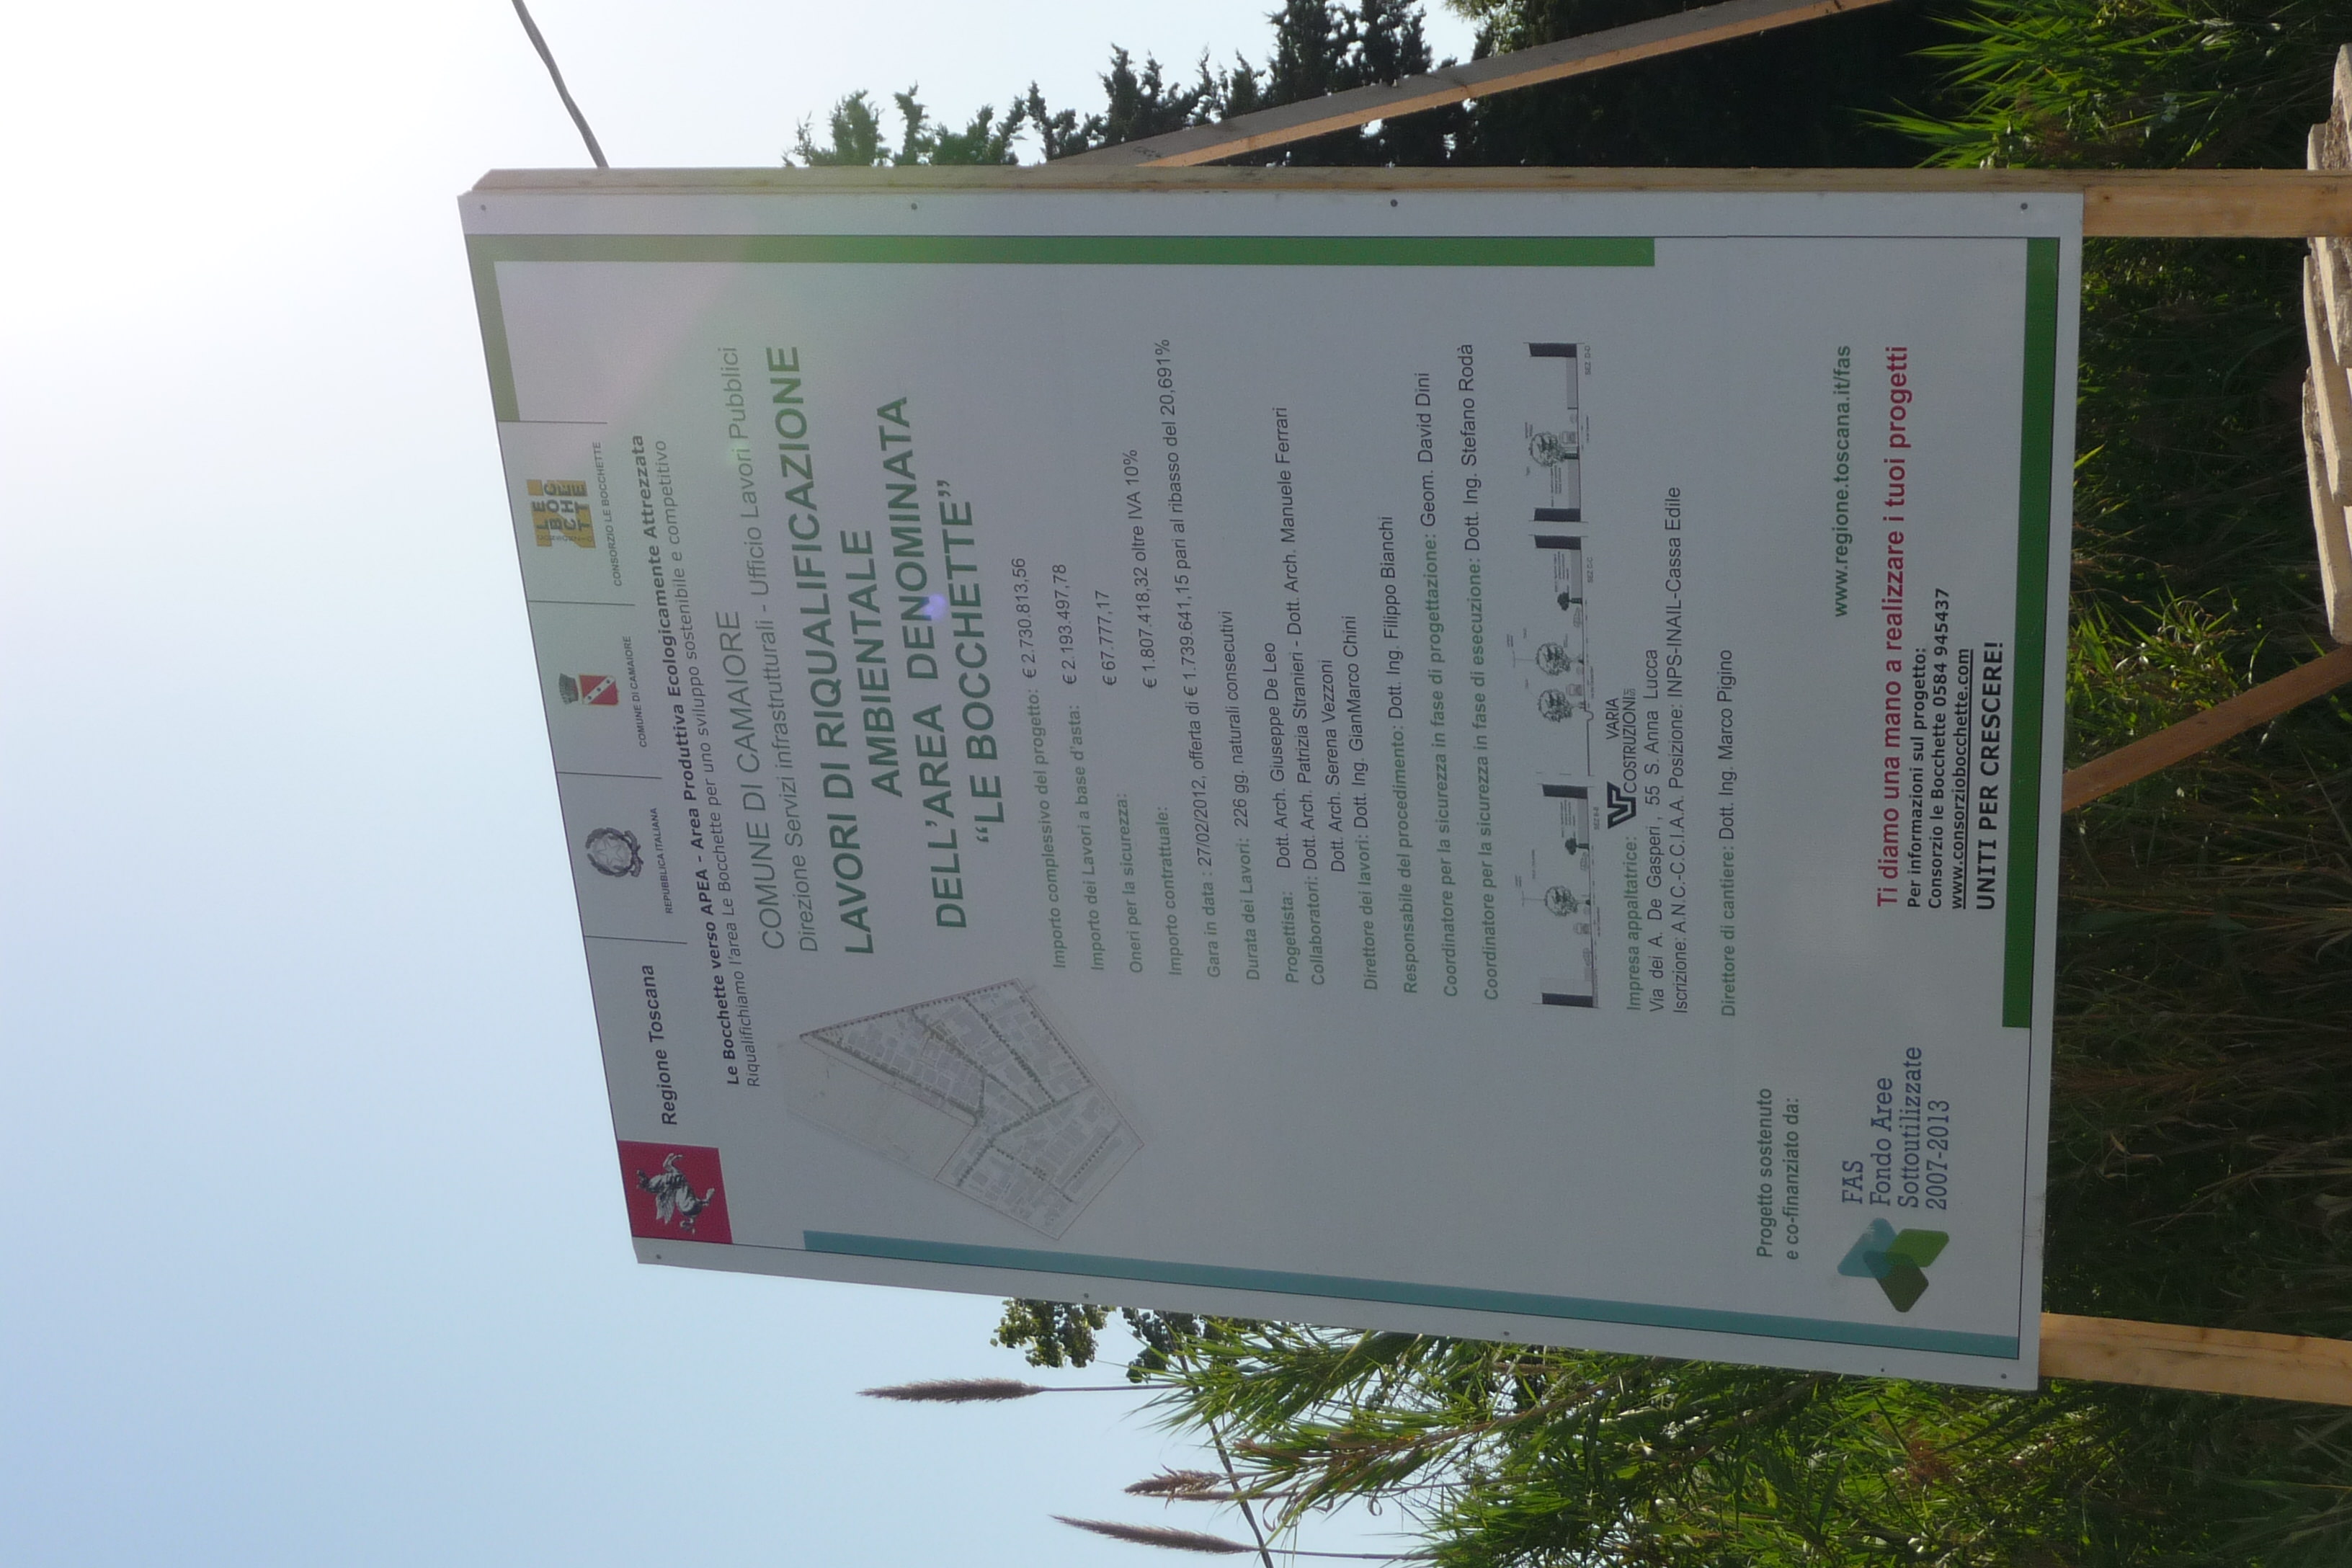 Regione Toscana
REPUBBLICA ITALIANA
COMUNE DI CAMAIORE
LE
BOC
CHE
TTE
CONSORZIO LE BOCCHETTE
Le Bocchette verso APEA - Area Produttiva Ecologicamente Attrezzata
Riqualifichiamo l'area Le Bocchette per uno sviluppo sostenibile e competitivo
COMUNE DI CAMAIORE
Direzione Servizi infrastrutturali - Ufficio Lavori Pubblici
LAVORI DI RIQUALIFICAZIONE
AMBIENTALE
DELL'AREA DENOMINATA
“LE BOCCHETTE”
Importo complessivo del progetto: € 2.730.813,56
Importo dei Lavori a base d'asta: € 2.193.497,78
Oneri per la sicurezza: € 67.777,17
Importo contrattuale: € 1.807.418,32 oltre IVA 10%
Gara in data : 27/02/2012, offerta di € 1.739.641,15 pari al ribasso del 20,691%
Durata dei Lavori: 226 gg. naturali consecutivi
Progettista: Dott. Arch. Giuseppe De Leo
Collaboratori: Dott. Arch. Patrizia Stranieri - Dott. Arch. Manuele Ferrari
Dott. Arch. Serena Vezzoni
Direttore dei lavori: Dott. Ing. GianMarco Chini
Responsabile del procedimento: Dott. Ing. Filippo Bianchi
Coordinatore per la sicurezza in fase di progettazione: Geom. David Dini
Coordinatore per la sicurezza in fase di esecuzione: Dott. Ing. Stefano Rodà
Impresa appaltatrice: VARIA
COSTRUZIONI
Via dei A. De Gasperi , 55 S. Anna Lucca
Iscrizione: A.N.C.-C.C.I.A.A. Posizione: INPS-INAIL-Cassa Edile
Direttore di cantiere: Dott. Ing. Marco Pigino
Progetto sostenuto
e co-finanziato da:
FAS
Fondo Aree
Sottoutilizzate
2007-2013
www.regione.toscana.it/fas
Ti diamo una mano a realizzare i tuoi progetti
Per informazioni sul progetto:
Consorzio le Bocchette 0584 945437
www.consorziobocchette.com
UNITI PER CRESCERE!